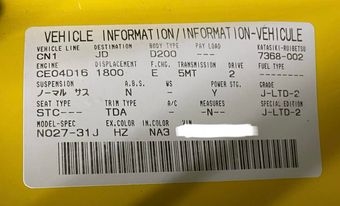 VEHICLE INFORMATION/INFORMATION-VÉHICULE
VEHICLE LINE BODY TYPE PAY LOAD KATASIKI-RUIBETSU
CN1 JD D200 --- 7368-002
ENGINE DISPLACEMENT F.CHG. TRANSMISSION DRIVE FUEL TYPE
CE04D16 1800 E 5MT 2 ---
SUSPENSION A.B.S. WS POWER STG. GRADE
ノーマル サス N - Y J-LTD-2
SEAT TYPE TRIM TYPE A/C MEASURES SPECIAL EDITION
STC--- TDA - --N-- J-LTD-2
MODEL-SPEC EX.COLOR IN.COLOR VIN
N027-31J HZ NA3